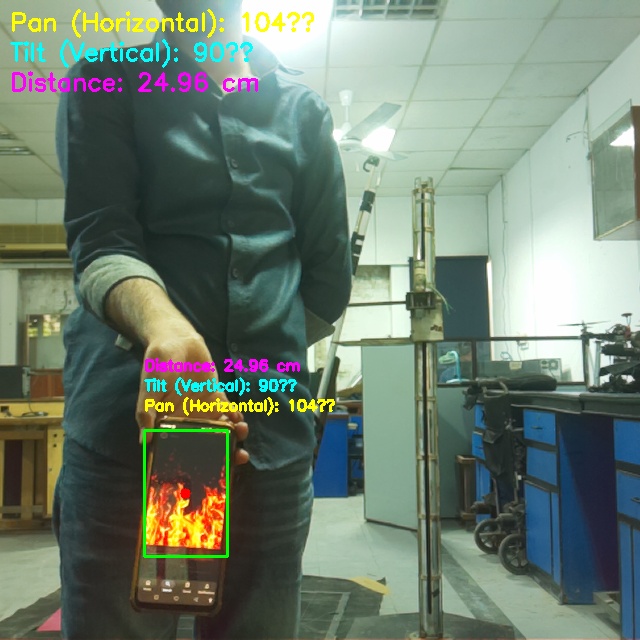 Pan (Horizontal): 104??
Tilt (Vertical): 90??
Distance: 24.96 cm
Distance: 24.96 cm
Tilt (Vertical): 90??
Pan (Horizontal): 104??